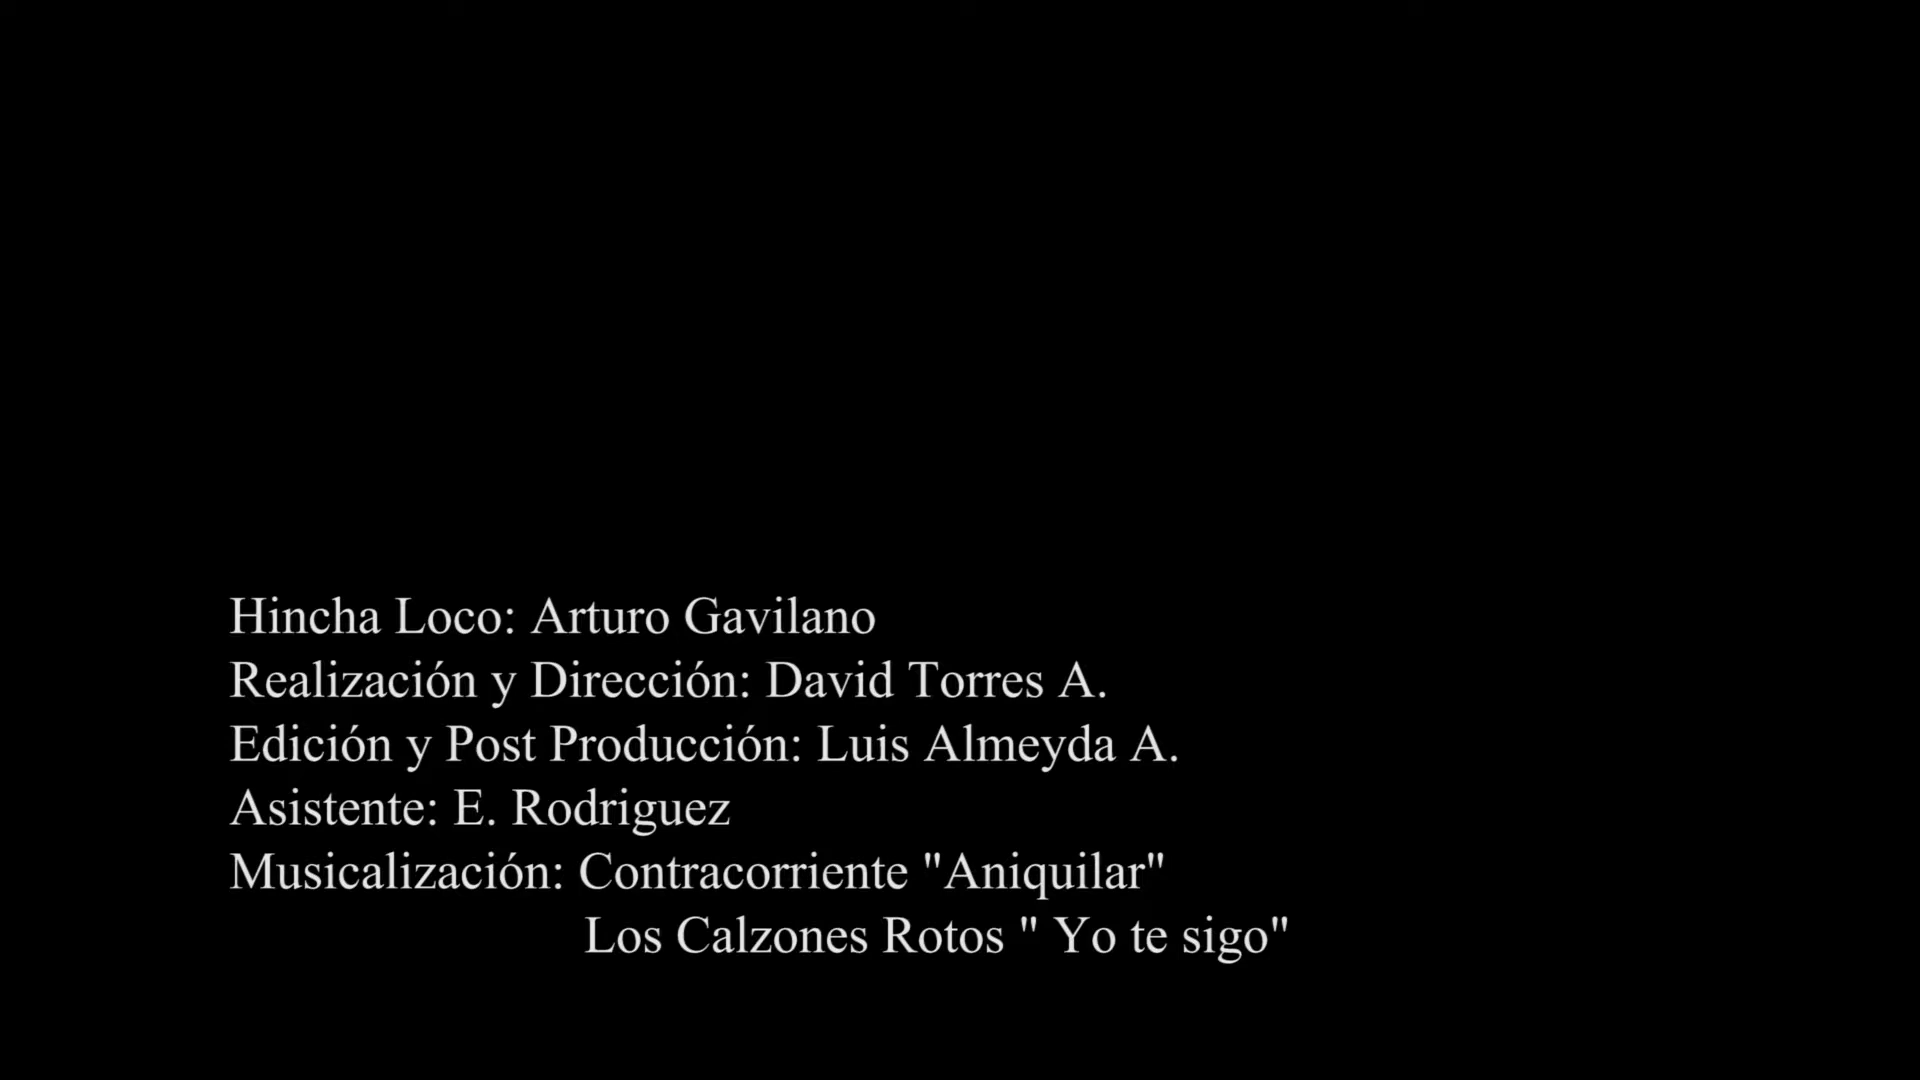 Hincha Loco: Arturo Gavilano
Realización y Dirección: David Torres A.
Edición y Post Producción: Luis Almeyda A.
Asistente: E. Rodriguez
Musicalización: Contracorriente "Aniquilar"
Los Calzones Rotos " Yo te sigo"